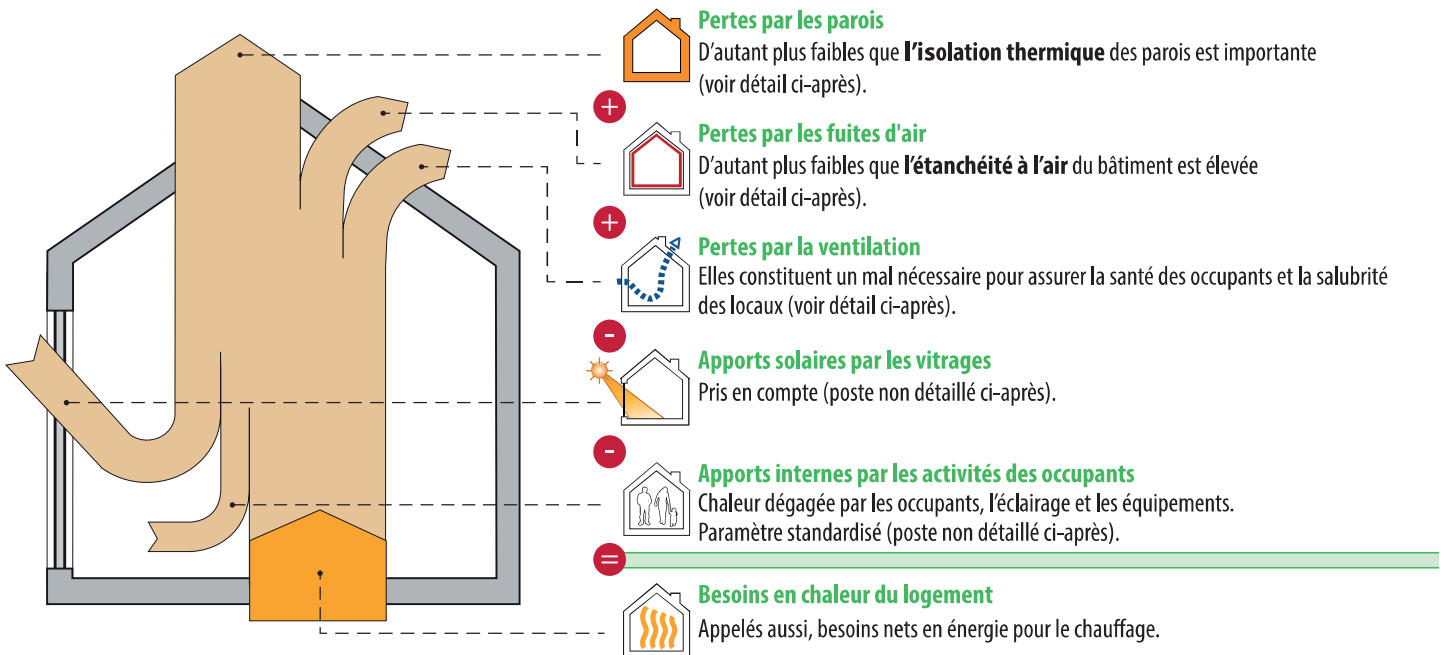 Pertes par les parois
D'autant plus faibles que l'isolation thermique des parois est importante
(voir détail ci-après).
+
Pertes par les fuites d'air
D'autant plus faibles que l'étanchéité à l'air du bâtiment est élevée
(voir détail ci-après).
+
Pertes par la ventilation
Elles constituent un mal nécessaire pour assurer la santé des occupants et la salubrité
des locaux (voir détail ci-après).
-
Apports solaires par les vitrages
Pris en compte (poste non détaillé ci-après).
-
Apports internes par les activités des occupants
Chaleur dégagée par les occupants, l'éclairage et les équipements.
Paramètre standardisé (poste non détaillé ci-après).
=
Besoins en chaleur du logement
Appelés aussi, besoins nets en énergie pour le chauffage.